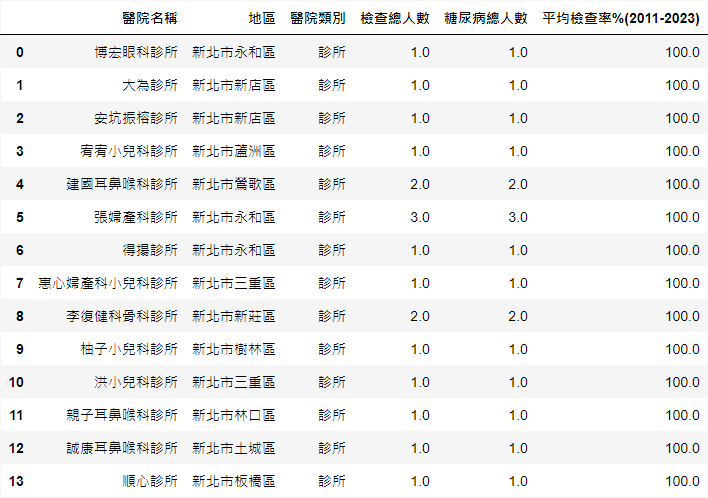 醫院名稱 地區 醫院類別 檢查總人數 糖尿病總人數 平均檢查率%(2011-2023)
0 博宏眼科診所 新北市永和區 診所 1.0 1.0 100.0
1 大為診所 新北市新店區 診所 1.0 1.0 100.0
2 安坑振榕診所 新北市新店區 診所 1.0 1.0 100.0
3 宥宥小兒科診所 新北市蘆洲區 診所 1.0 1.0 100.0
4 建國耳鼻喉科診所 新北市鶯歌區 診所 2.0 2.0 100.0
5 張婦產科診所 新北市永和區 診所 3.0 3.0 100.0
6 得揚診所 新北市永和區 診所 1.0 1.0 100.0
7 惠心婦產科小兒科診所 新北市三重區 診所 1.0 1.0 100.0
8 李復健科骨科診所 新北市新莊區 診所 2.0 2.0 100.0
9 柚子小兒科診所 新北市樹林區 診所 1.0 1.0 100.0
10 洪小兒科診所 新北市三重區 診所 1.0 1.0 100.0
11 親子耳鼻喉科診所 新北市林口區 診所 1.0 1.0 100.0
12 誠康耳鼻喉科診所 新北市土城區 診所 1.0 1.0 100.0
13 順心診所 新北市板橋區 診所 1.0 1.0 100.0